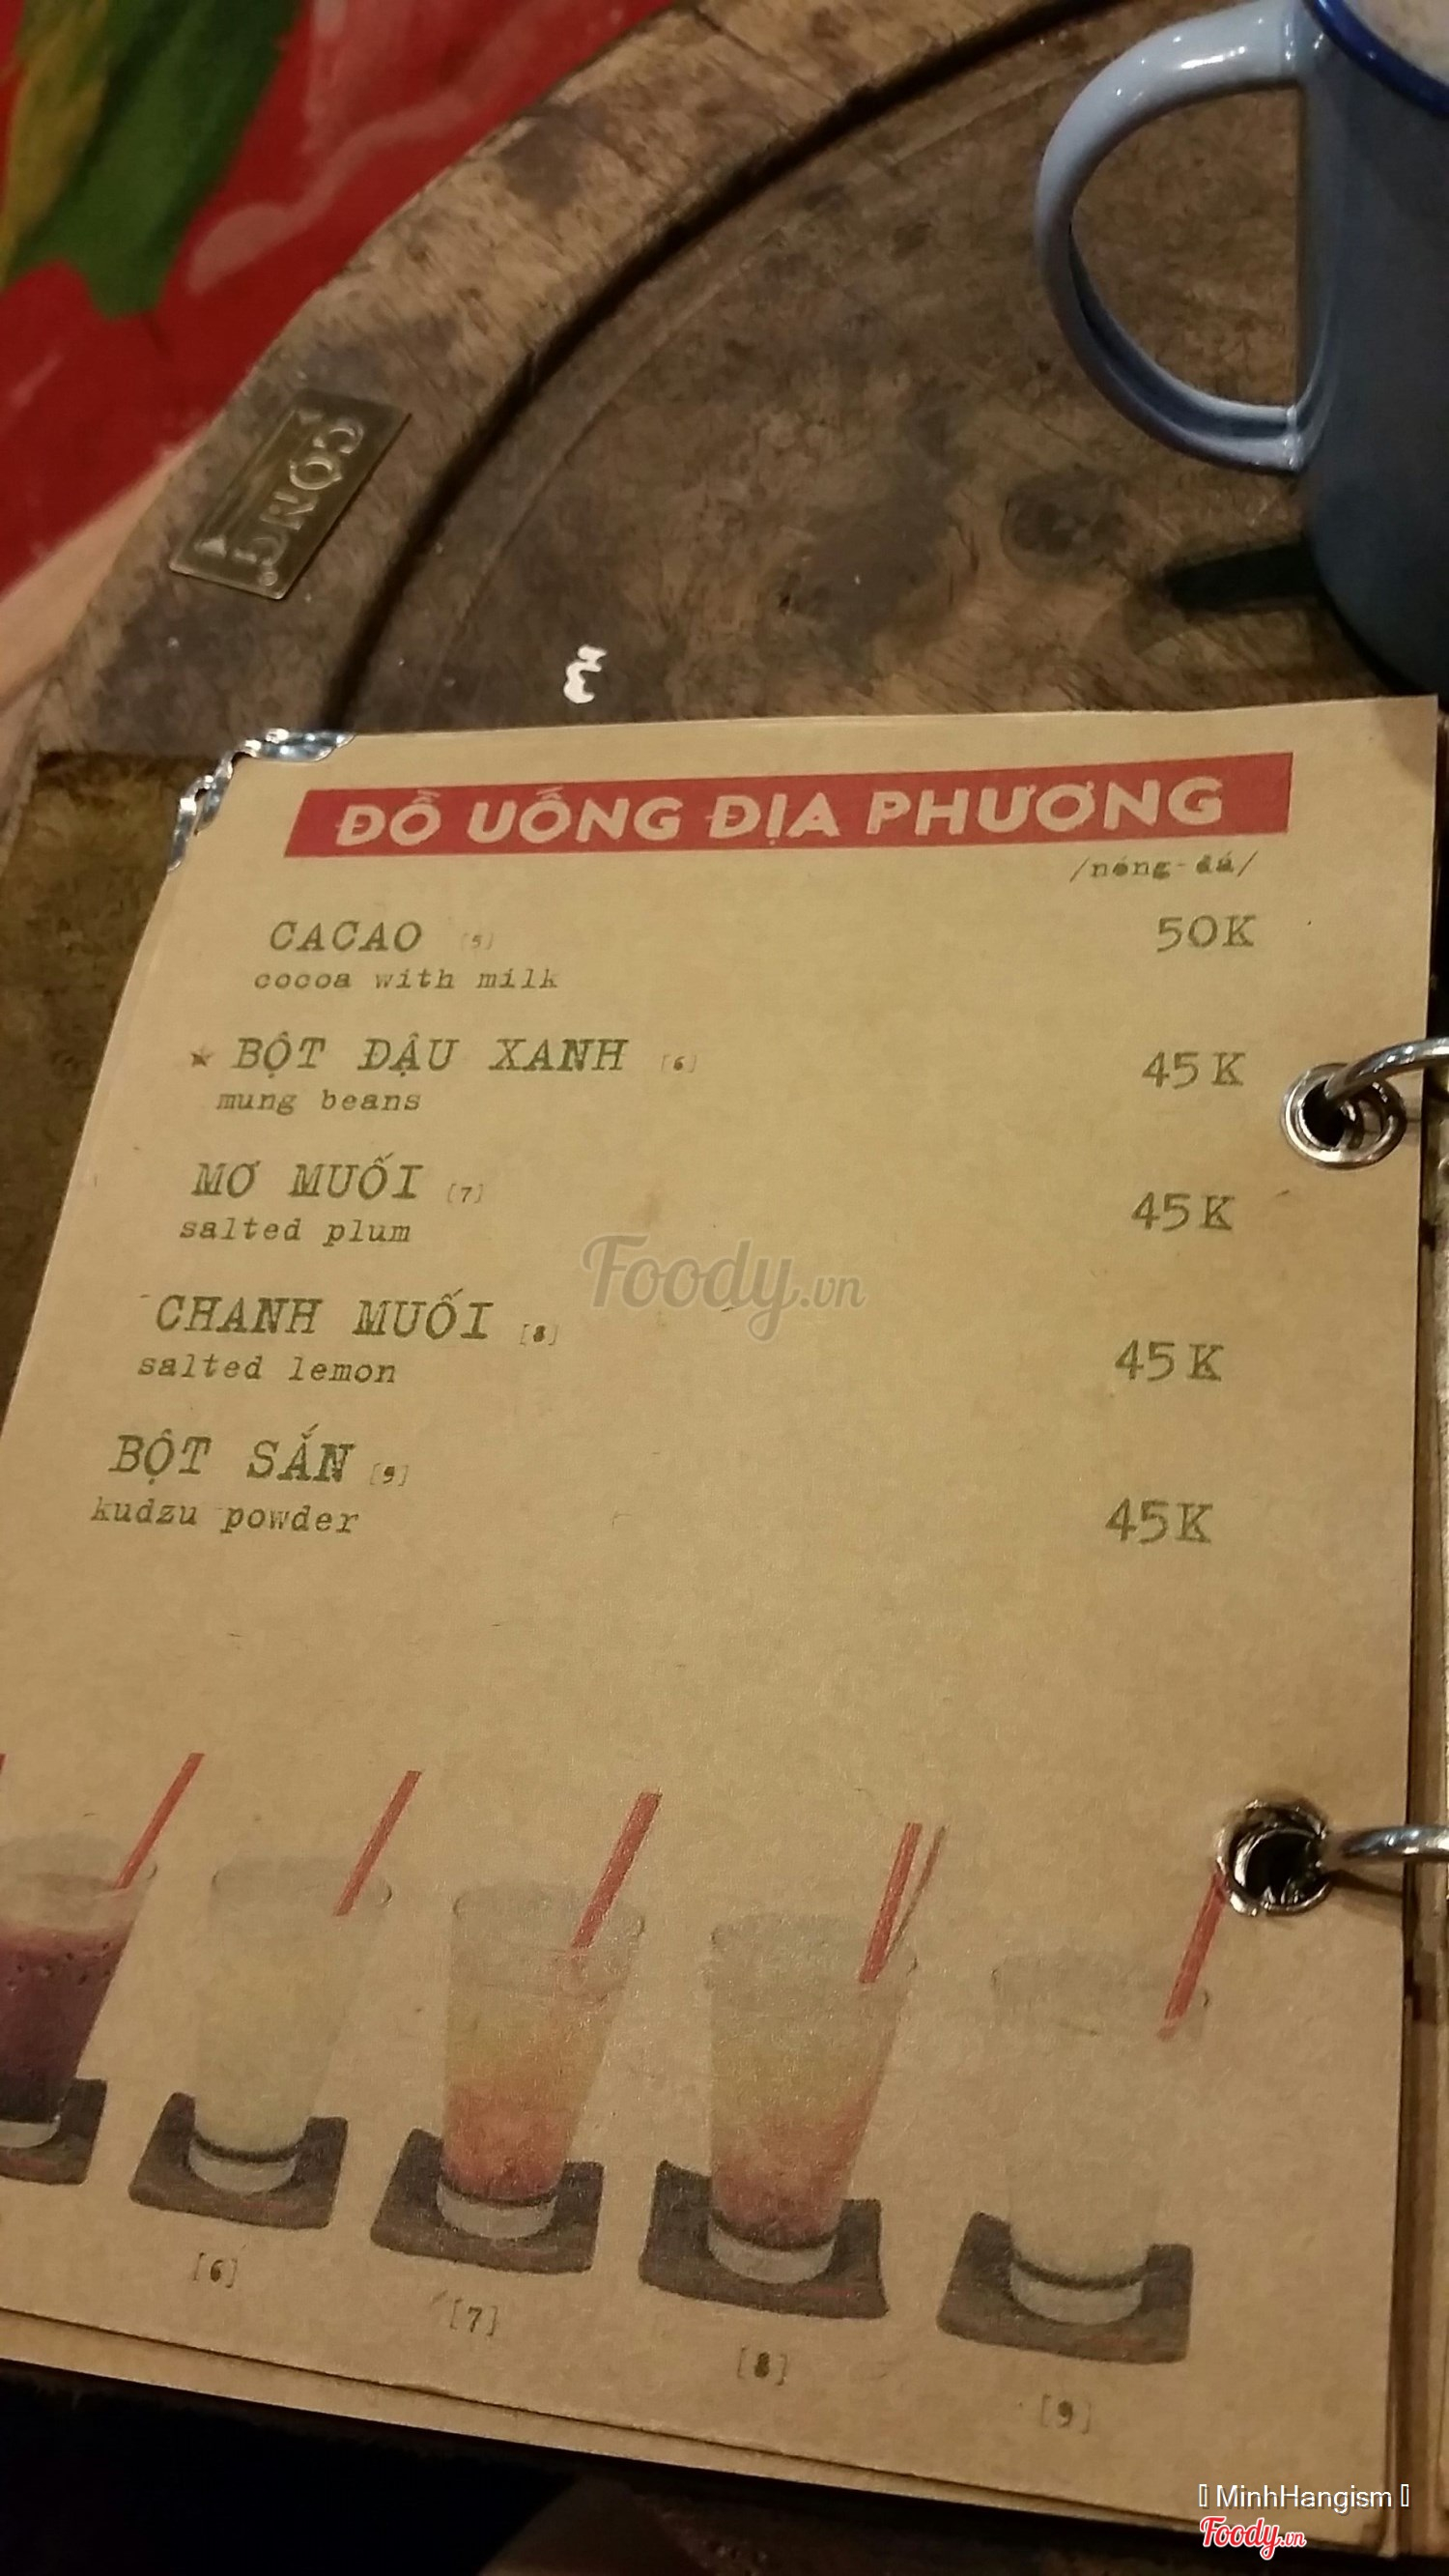 CỘNG
ĐỒ UỐNG ĐỊA PHƯƠNG
/nóng-đá/
CACAO [5] 50K
cocoa with milk
★ BỘT ĐẬU XANH [6] 45K
mung beans
MƠ MUỐI [7] 45K
salted plum
Foody.vn
CHANH MUỐI [8] 45K
salted lemon
BỘT SẮN [9] 45K
kudzu powder
[6]
[7]
[8]
[9]
MinhHangism
Foody.vn